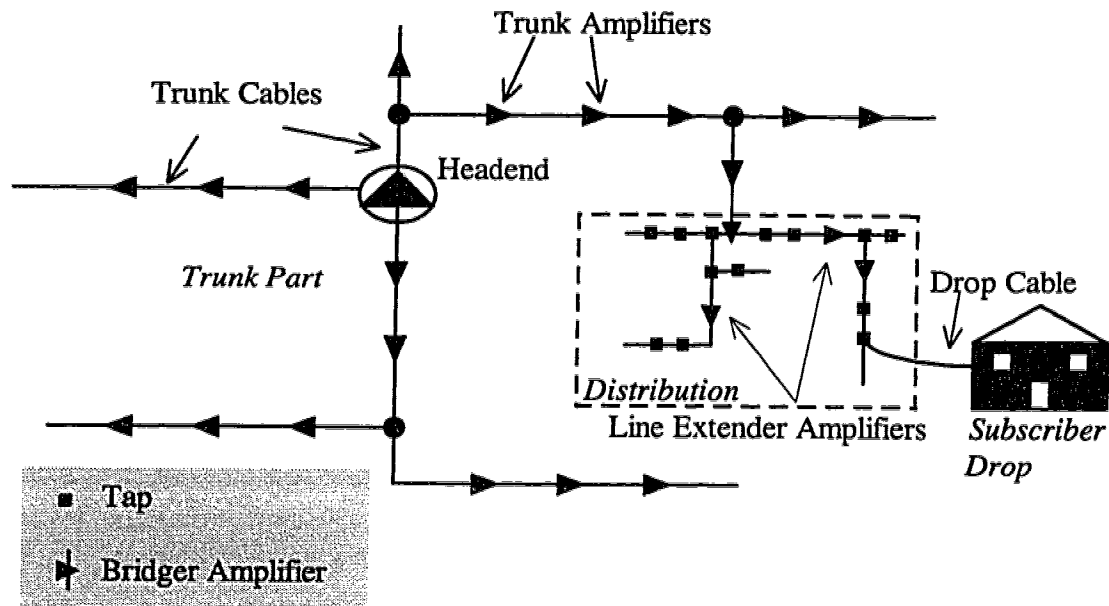 Trunk Amplifiers
Trunk Cables
Headend
Trunk Part
Drop Cable
Distribution
Line Extender Amplifiers
Subscriber
Drop
Tap
Bridger Amplifier